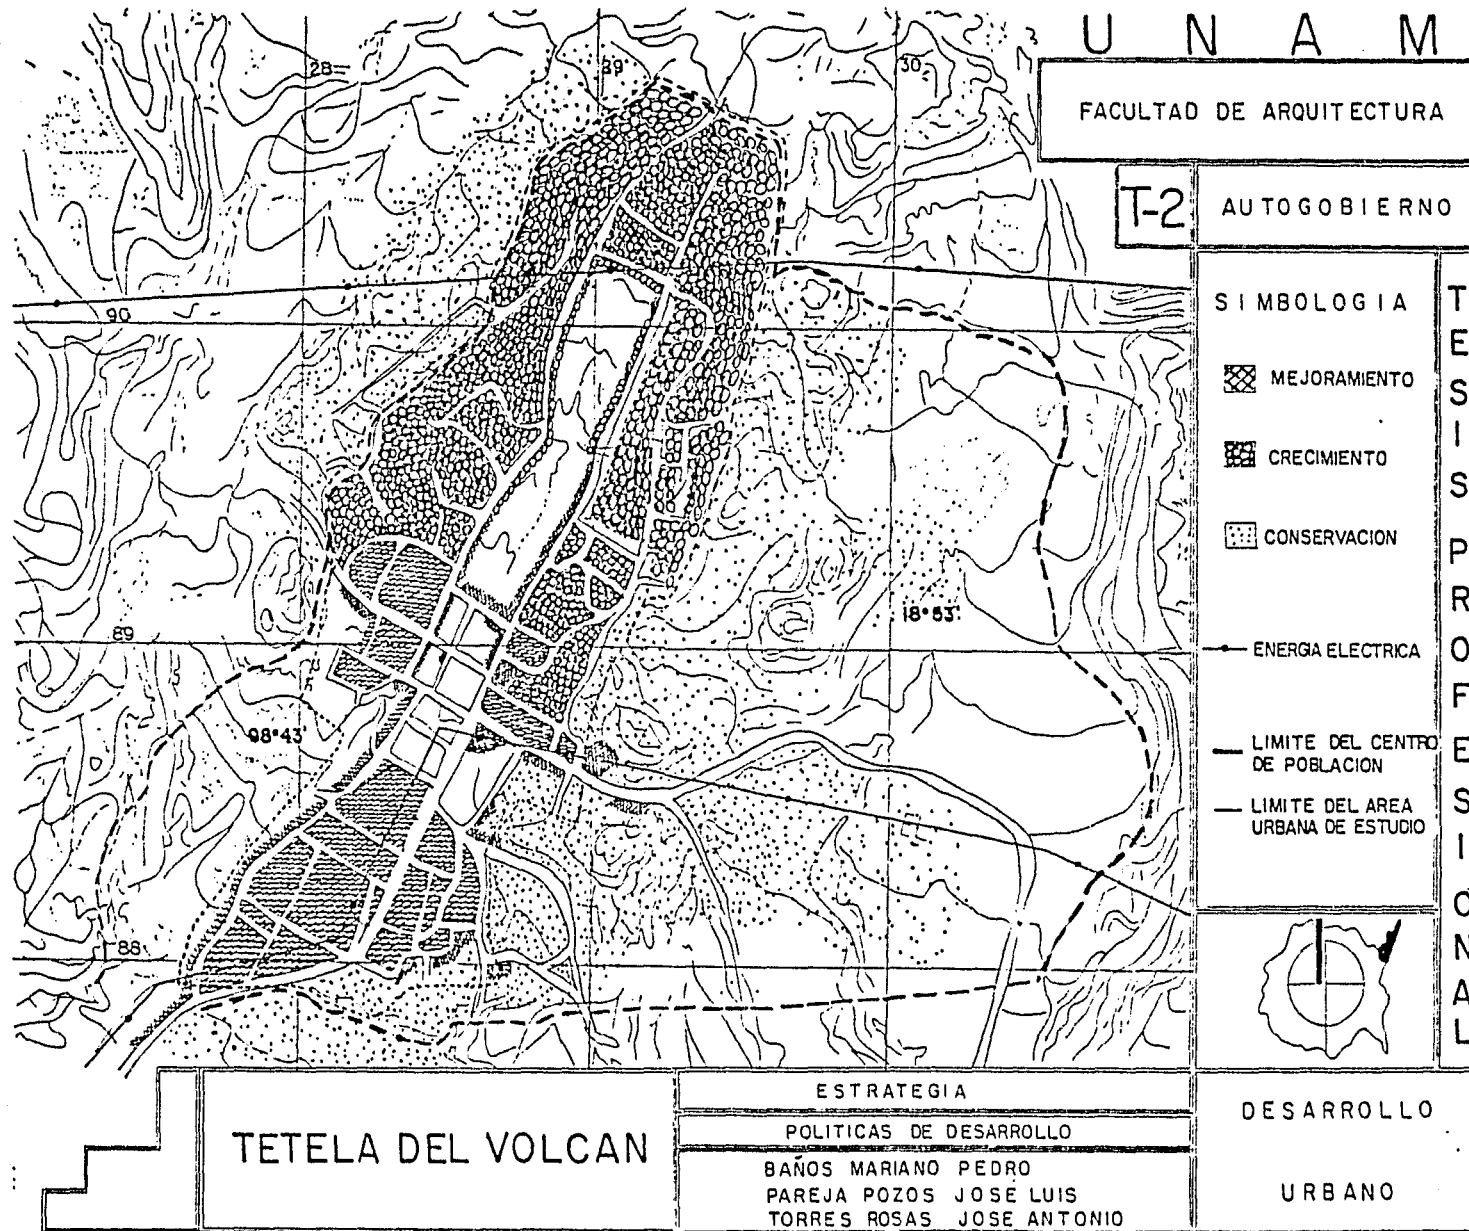 U N A M
FACULTAD DE ARQUITECTURA
T-2
AUTOGOBIERNO
SIMBOLOGIA
MEJORAMIENTO
CRECIMIENTO
CONSERVACION
ENERGIA ELECTRICA
LIMITE DEL CENTRO
DE POBLACION
LIMITE DEL AREA
URBANA DE ESTUDIO
TESIS PROFESIONAL
28
29
30
90
89
88
18°53'
98°43'
TETELA DEL VOLCAN
ESTRATEGIA
POLITICAS DE DESARROLLO
BAÑOS MARIANO PEDRO
PAREJA POZOS JOSE LUIS
TORRES ROSAS JOSE ANTONIO
DESARROLLO
URBANO